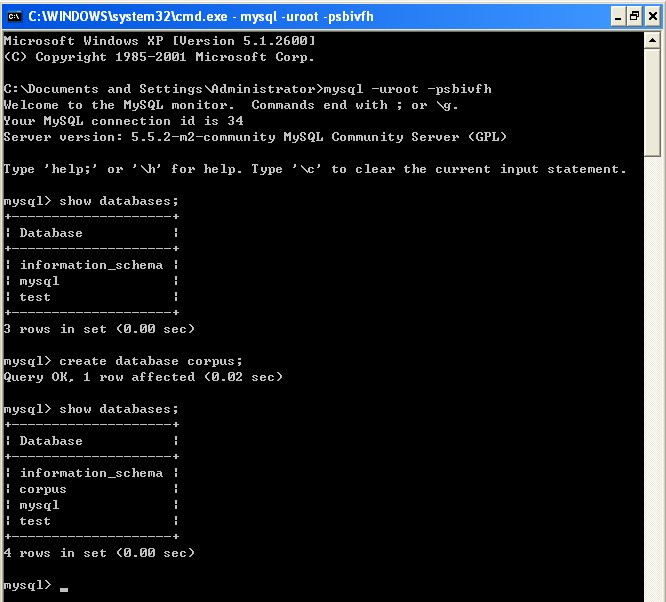 C:\WINDOWS\system32\cmd.exe - mysql -uroot -psbivfh
Microsoft Windows XP [Version 5.1.2600]
(C) Copyright 1985-2001 Microsoft Corp.
C:\Documents and Settings\Administrator>mysql -uroot -psbivfh
Welcome to the MySQL monitor.  Commands end with ; or \g.
Your MySQL connection id is 34
Server version: 5.5.2-m2-community MySQL Community Server (GPL)
Type 'help;' or '\h' for help. Type '\c' to clear the current input statement.
mysql> show databases;
+--------------------+
| Database           |
+--------------------+
| information_schema |
| mysql              |
| test               |
+--------------------+
3 rows in set (0.00 sec)
mysql> create database corpus;
Query OK, 1 row affected (0.02 sec)
mysql> show databases;
+--------------------+
| Database           |
+--------------------+
| information_schema |
| corpus             |
| mysql              |
| test               |
+--------------------+
4 rows in set (0.00 sec)
mysql> _